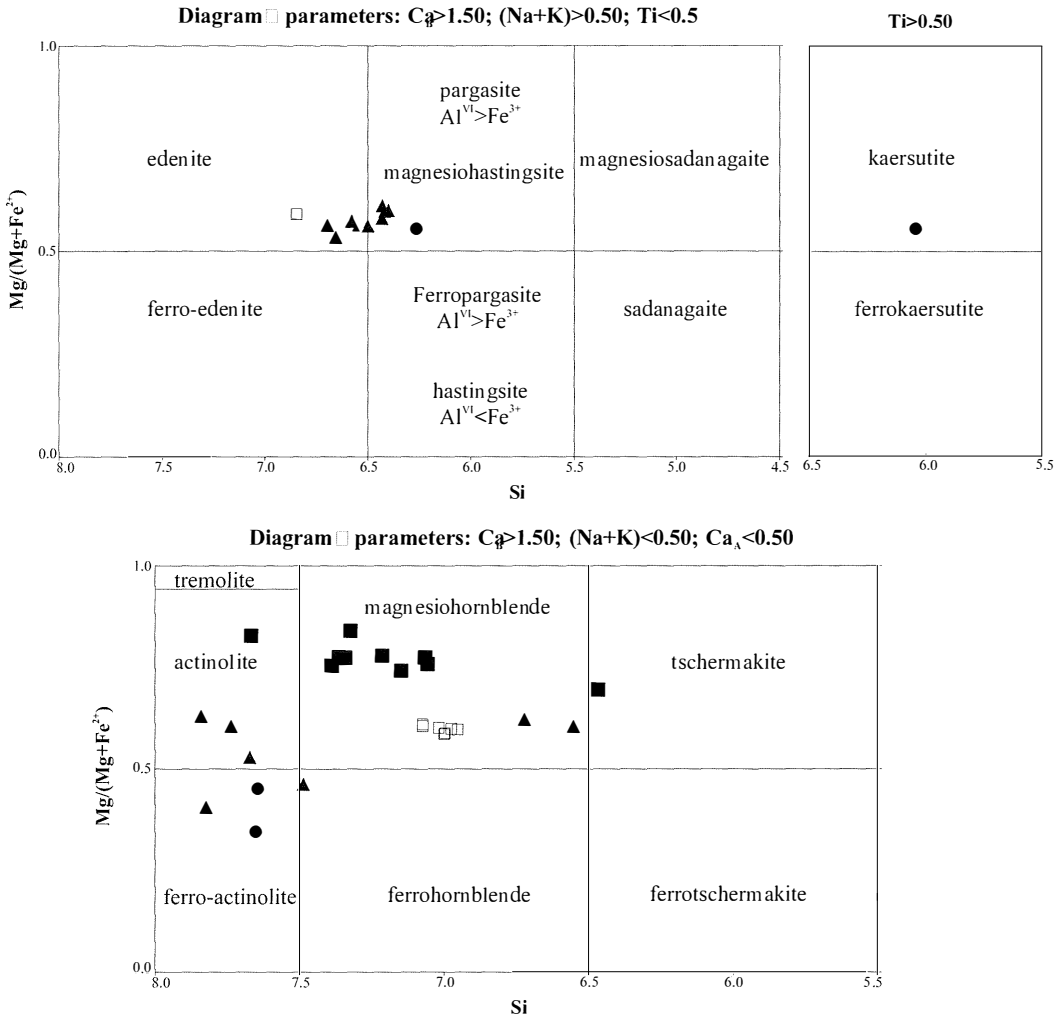 Diagram parameters: Ca_B>1.50; (Na+K)>0.50; Ti<0.5
Ti>0.50
1.0
pargasite
Al^VI>Fe^3+
edenite
magnesiohastingsite
magnesiosadanagaite
kaersutite
Mg/(Mg+Fe^2+)
0.5
ferro-edenite
Ferropargasite
Al^VI>Fe^3+
sadanagaite
ferrokaersutite
hastingsite
Al^VI<Fe^3+
0.0
8.0 7.0 6.5 6.0 5.5 5.0 4.5
6.5 6.0 5.5
Si
Diagram parameters: Ca_B>1.50; (Na+K)<0.50; Ca_A<0.50
1.0
tremolite
magnesiohornblende
actinolite
tschermakite
Mg/(Mg+Fe^2+)
0.5
ferro-actinolite
ferrohornblende
ferrotschermakite
0.0
8.0 7.5 7.0 6.5 6.0 5.5
Si